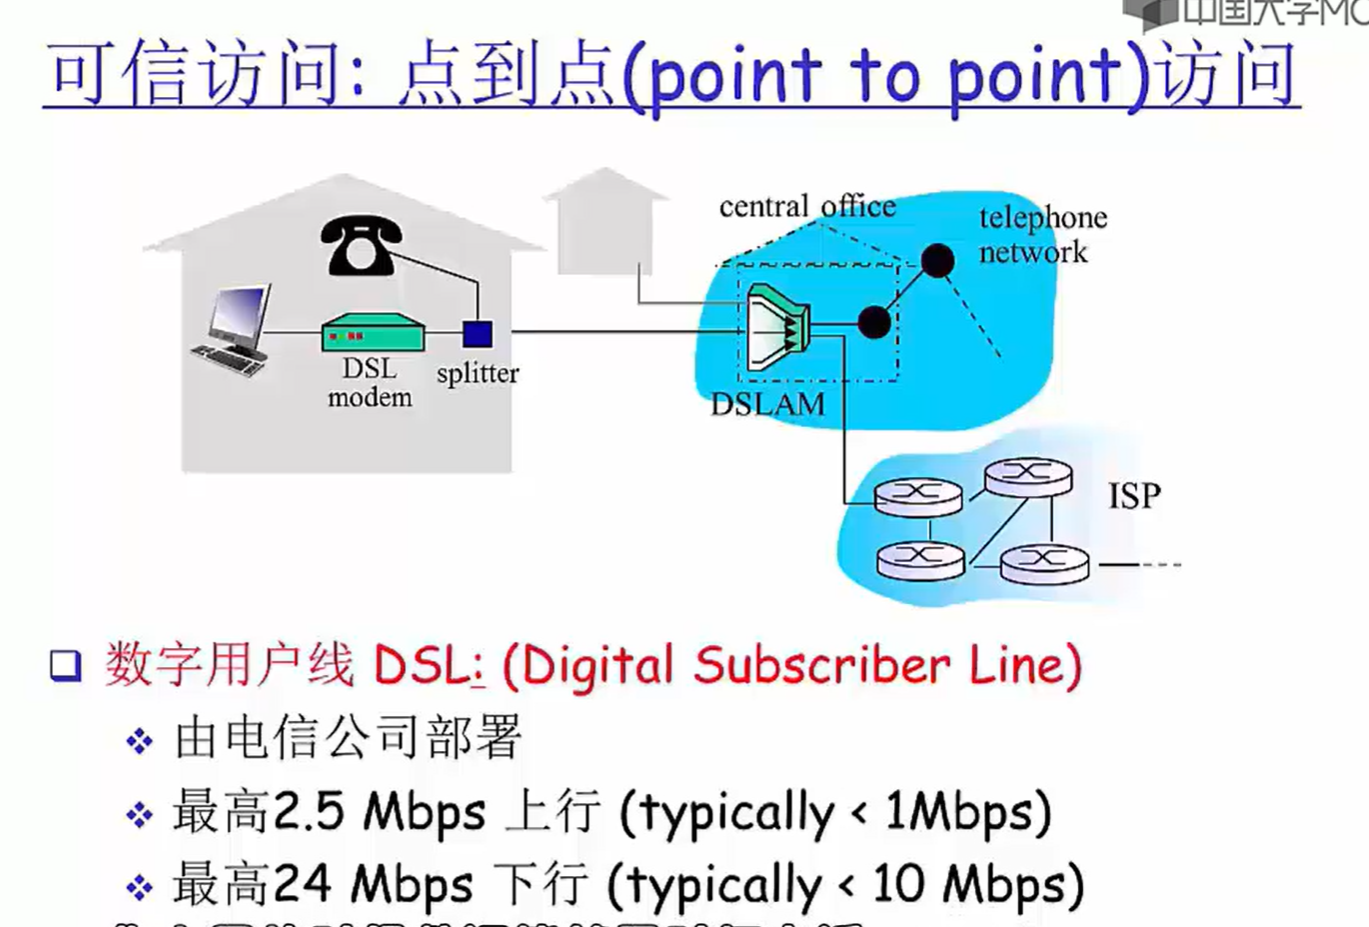 中国大学MO
可信访问: 点到点(point to point)访问
central office
telephone
network
DSL
modem
splitter
DSLAM
ISP
数字用户线 DSL: (Digital Subscriber Line)
由电信公司部署
最高2.5 Mbps 上行 (typically < 1Mbps)
最高24 Mbps 下行 (typically < 10 Mbps)